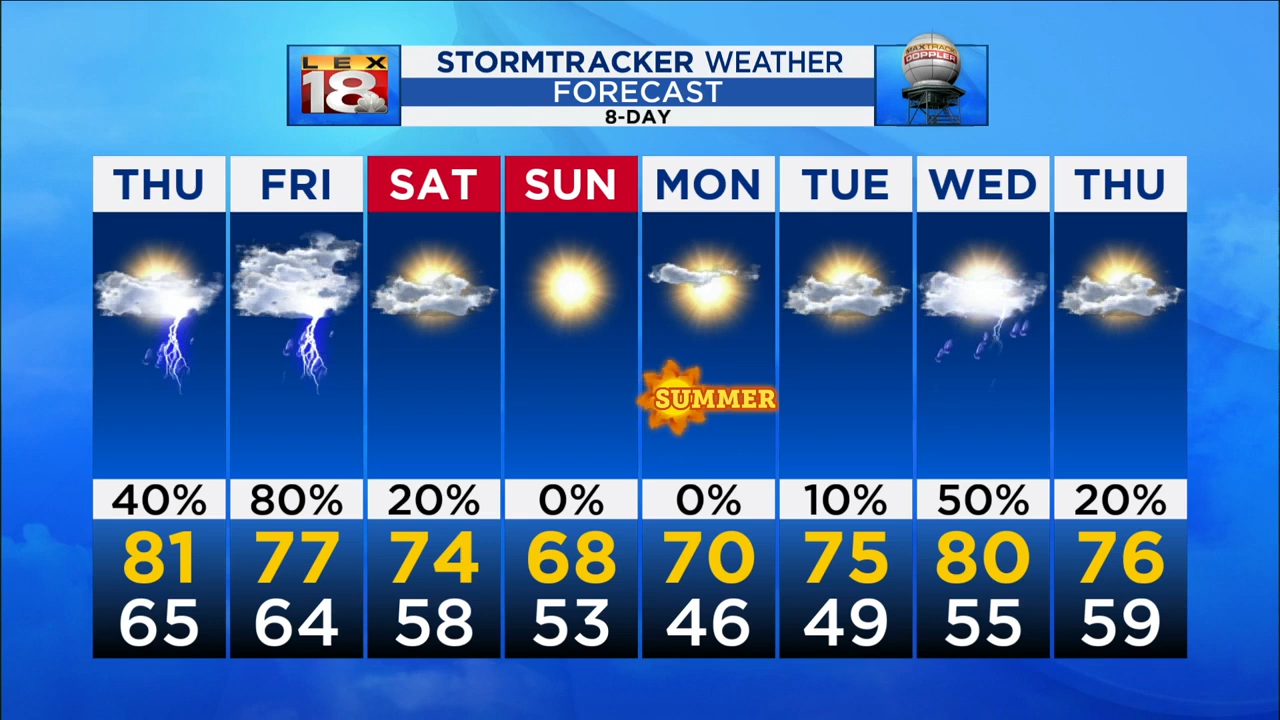 LEX
18
STORMTRACKER WEATHER
FORECAST
8-DAY
MAXTRACK
DOPPLER
THU FRI SAT SUN MON TUE WED THU
SUMMER
40% 80% 20% 0% 0% 10% 50% 20%
81 77 74 68 70 75 80 76
65 64 58 53 46 49 55 59